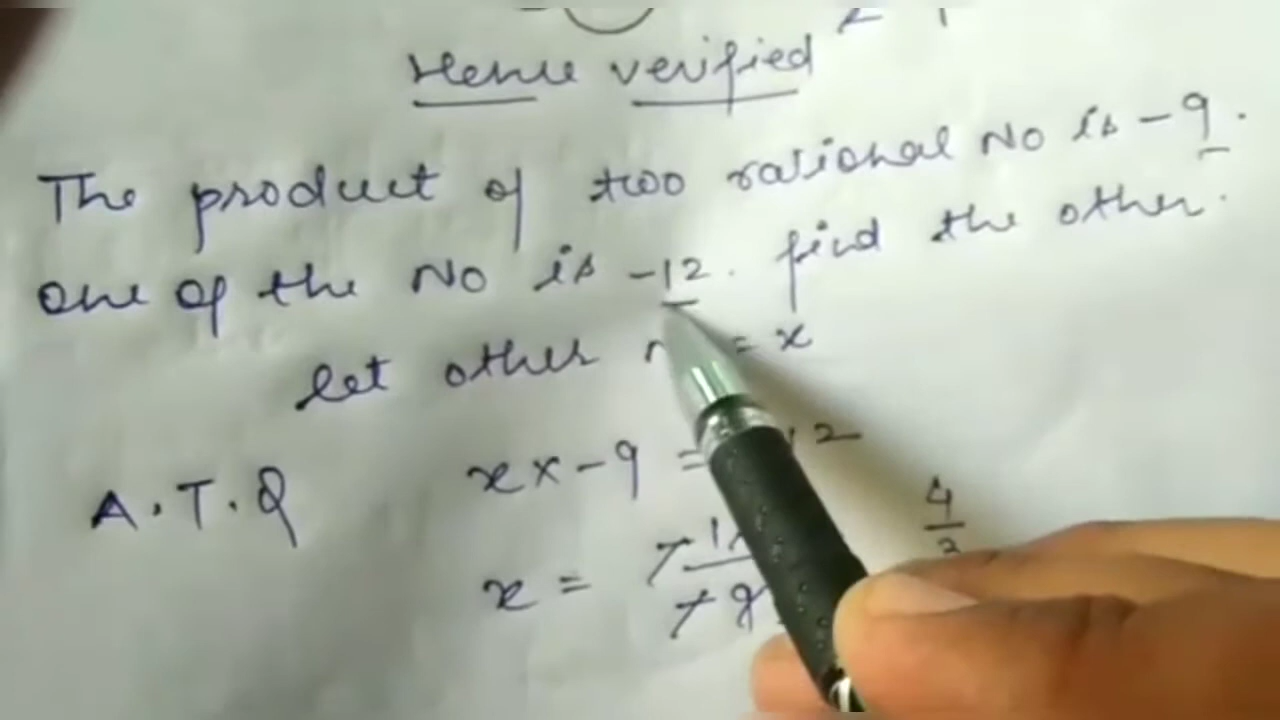 Hence verified
The product of two rational No is -9.
one of the No is -12. find the other.
let other = x
A.T.Q x x - 9 =
x =
4